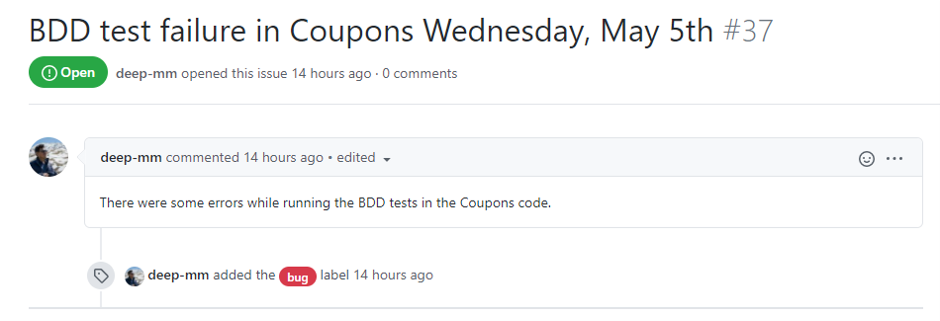 BDD test failure in Coupons Wednesday, May 5th #37
Open deep-mm opened this issue 14 hours ago · 0 comments
deep-mm commented 14 hours ago • edited
There were some errors while running the BDD tests in the Coupons code.
deep-mm added the bug label 14 hours ago